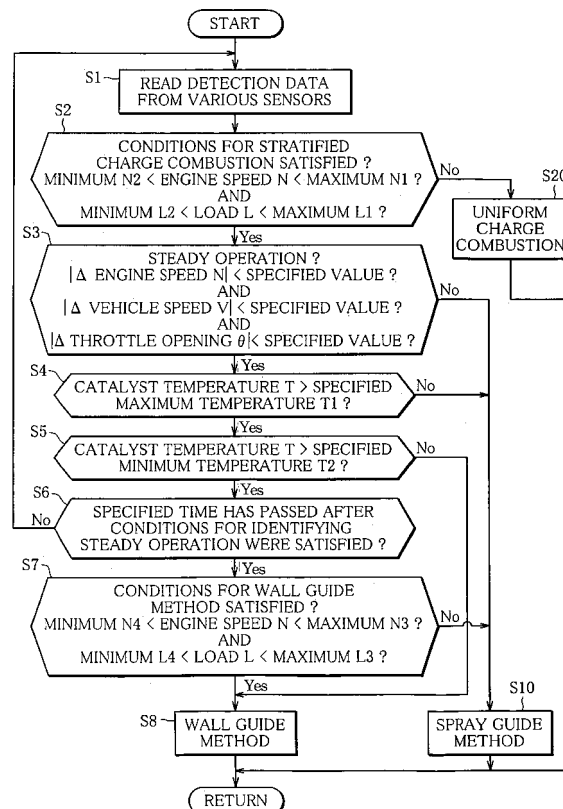 START
S1
READ DETECTION DATA
FROM VARIOUS SENSORS
S2
CONDITIONS FOR STRATIFIED
CHARGE COMBUSTION SATISFIED ?
MINIMUM N2 < ENGINE SPEED N < MAXIMUM N1 ?
AND
MINIMUM L2 < LOAD L < MAXIMUM L1 ?
No
S20
UNIFORM
CHARGE
COMBUSTION
Yes
S3
STEADY OPERATION ?
|Δ ENGINE SPEED N| < SPECIFIED VALUE ?
AND
|Δ VEHICLE SPEED V| < SPECIFIED VALUE ?
AND
|Δ THROTTLE OPENING θ| < SPECIFIED VALUE ?
No
Yes
S4
CATALYST TEMPERATURE T > SPECIFIED
MAXIMUM TEMPERATURE T1 ?
No
Yes
S5
CATALYST TEMPERATURE T > SPECIFIED
MINIMUM TEMPERATURE T2 ?
No
Yes
S6
SPECIFIED TIME HAS PASSED AFTER
CONDITIONS FOR IDENTIFYING
STEADY OPERATION WERE SATISFIED ?
No
Yes
S7
CONDITIONS FOR WALL GUIDE
METHOD SATISFIED ?
MINIMUM N4 < ENGINE SPEED N < MAXIMUM N3 ?
AND
MINIMUM L4 < LOAD L < MAXIMUM L3 ?
No
Yes
S8
WALL GUIDE
METHOD
S10
SPRAY GUIDE
METHOD
RETURN